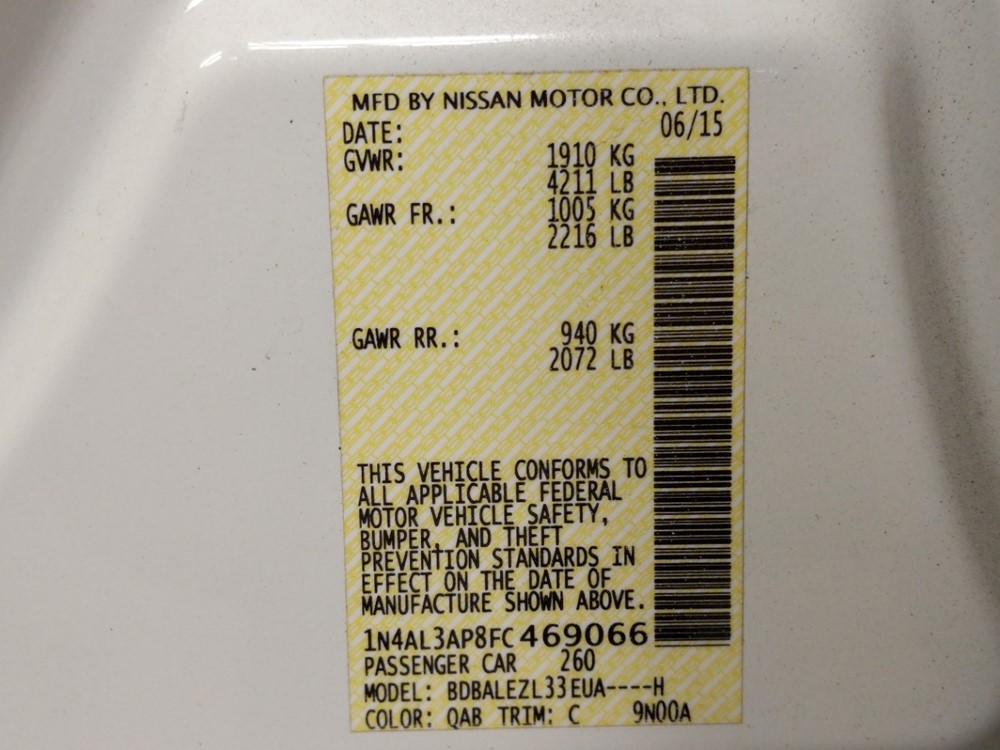 MFD BY NISSAN MOTOR CO., LTD.
DATE: 06/15
GVWR: 1910 KG
4211 LB
GAWR FR.: 1005 KG
2216 LB
GAWR RR.: 940 KG
2072 LB
THIS VEHICLE CONFORMS TO
ALL APPLICABLE FEDERAL
MOTOR VEHICLE SAFETY,
BUMPER, AND THEFT
PREVENTION STANDARDS IN
EFFECT ON THE DATE OF
MANUFACTURE SHOWN ABOVE.
1N4AL3AP8FC469066
PASSENGER CAR 260
MODEL: BDBALEZL33EUA----H
COLOR: QAB TRIM: C 9N00A